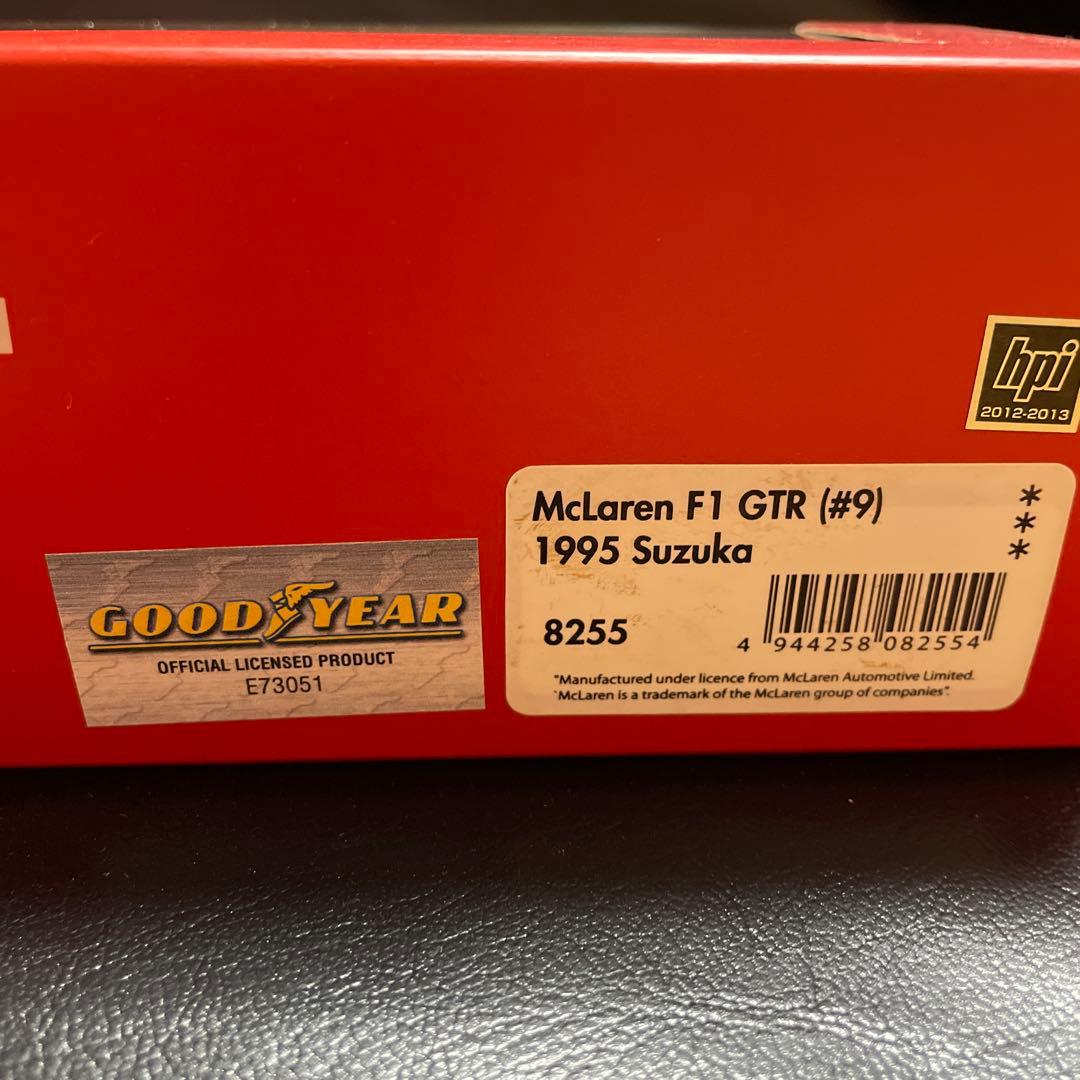 hpi
2012-2013
McLaren F1 GTR (#9) *
1995 Suzuka *
*
8255
4 944258 082554
"Manufactured under licence from McLaren Automotive Limited.
'McLaren is a trademark of the McLaren group of companies".
GOODYEAR
OFFICIAL LICENSED PRODUCT
E73051